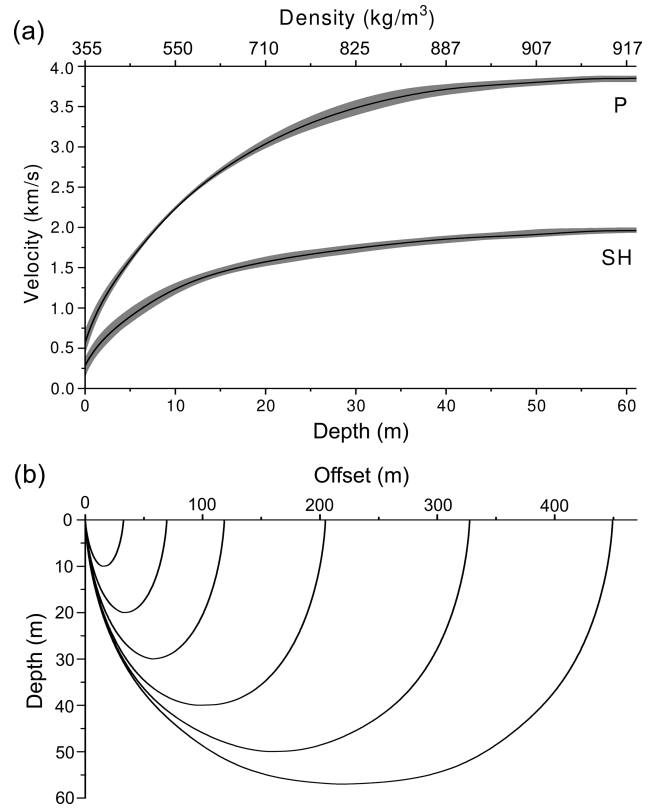 (a)
Density (kg/m³)
355 550 710 825 887 907 917
4.0
3.5
3.0
2.5
2.0
1.5
1.0
0.5
0.0
Velocity (km/s)
P
SH
0 10 20 30 40 50 60
Depth (m)
(b)
Offset (m)
0 100 200 300 400
0
10
20
30
40
50
60
Depth (m)